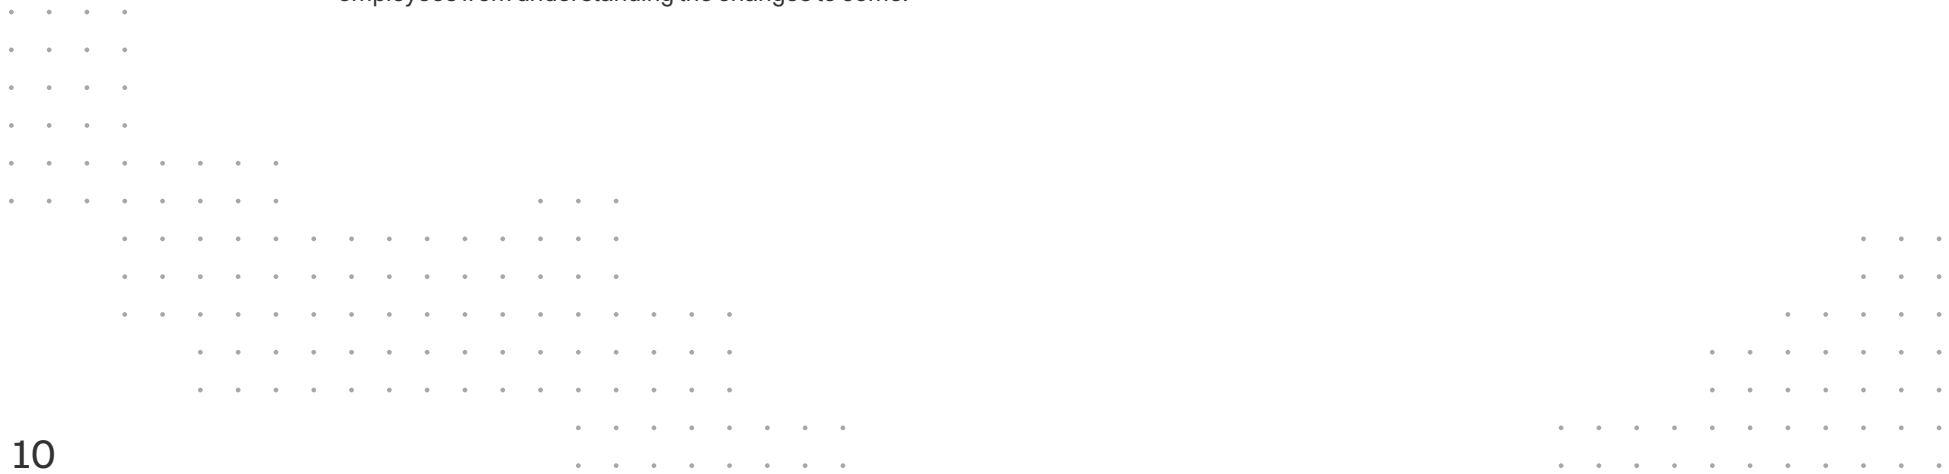 employees from understanding the changes to come.
10